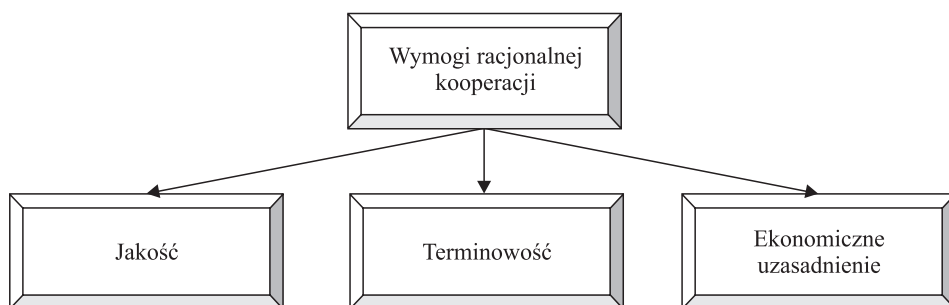 Wymogi racjonalnej
kooperacji
Jakość
Terminowość
Ekonomiczne
uzasadnienie